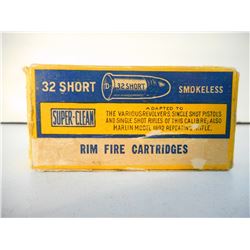 32 SHORT
D 32 SHORT
SMOKELESS
SUPER-CLEAN
ADAPTED TO
THE VARIOUS REVOLVERS, SINGLE SHOT PISTOLS
AND SINGLE SHOT RIFLES OF THIS CALIBRE; ALSO
MARLIN MODEL 1892 REPEATING RIFLE.
RIM FIRE CARTRIDGES